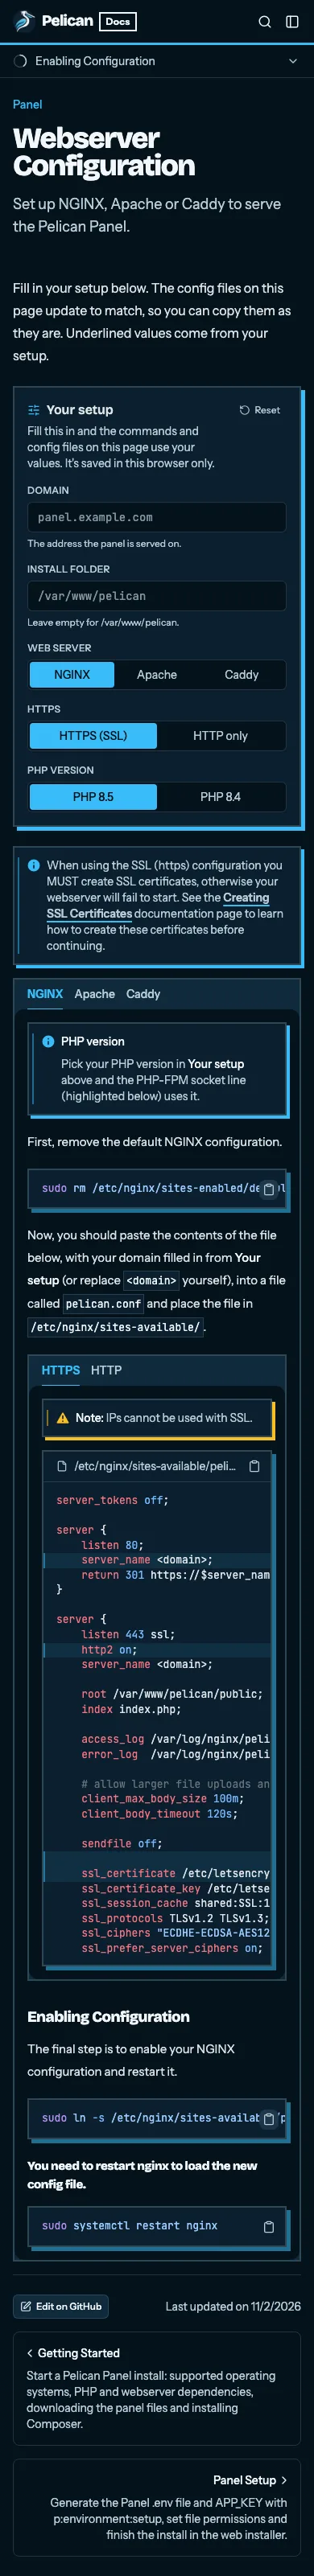 Pelican Docs
Enabling Configuration
Panel
Webserver
Configuration
Set up NGINX, Apache or Caddy to serve
the Pelican Panel.
Fill in your setup below. The config files on this
page update to match, so you can copy them as
they are. Underlined values come from your
setup.
Your setup
Reset
Fill this in and the commands and
config files on this page use your
values. It's saved in this browser only.
DOMAIN
panel.example.com
The address the panel is served on.
INSTALL FOLDER
/var/www/pelican
Leave empty for /var/www/pelican.
WEB SERVER
NGINX Apache Caddy
HTTPS
HTTPS (SSL) HTTP only
PHP VERSION
PHP 8.5 PHP 8.4
When using the SSL (https) configuration you
MUST create SSL certificates, otherwise your
webserver will fail to start. See the Creating
SSL Certificates documentation page to learn
how to create these certificates before
continuing.
NGINX Apache Caddy
PHP version
Pick your PHP version in Your setup
above and the PHP-FPM socket line
(highlighted below) uses it.
First, remove the default NGINX configuration.
sudo rm /etc/nginx/sites-enabled/de
Now, you should paste the contents of the file
below, with your domain filled in from Your
setup (or replace <domain> yourself), into a file
called pelican.conf and place the file in
/etc/nginx/sites-available/ .
HTTPS HTTP
Note: IPs cannot be used with SSL.
/etc/nginx/sites-available/peli...
server_tokens off;
server {
listen 80;
server_name <domain>;
return 301 https://$server_nam
}
server {
listen 443 ssl;
http2 on;
server_name <domain>;
root /var/www/pelican/public;
index index.php;
access_log /var/log/nginx/peli
error_log /var/log/nginx/peli
# allow larger file uploads an
client_max_body_size 100m;
client_body_timeout 120s;
sendfile off;
ssl_certificate /etc/letsencry
ssl_certificate_key /etc/letse
ssl_session_cache shared:SSL:1
ssl_protocols TLSv1.2 TLSv1.3;
ssl_ciphers "ECDHE-ECDSA-AES12
ssl_prefer_server_ciphers on;
Enabling Configuration
The final step is to enable your NGINX
configuration and restart it.
sudo ln -s /etc/nginx/sites-availab
You need to restart nginx to load the new
config file.
sudo systemctl restart nginx
Edit on GitHub
Last updated on 11/2/2026
Getting Started
Start a Pelican Panel install: supported operating
systems, PHP and webserver dependencies,
downloading the panel files and installing
Composer.
Panel Setup
Generate the Panel .env file and APP_KEY with
p:environment:setup, set file permissions and
finish the install in the web installer.